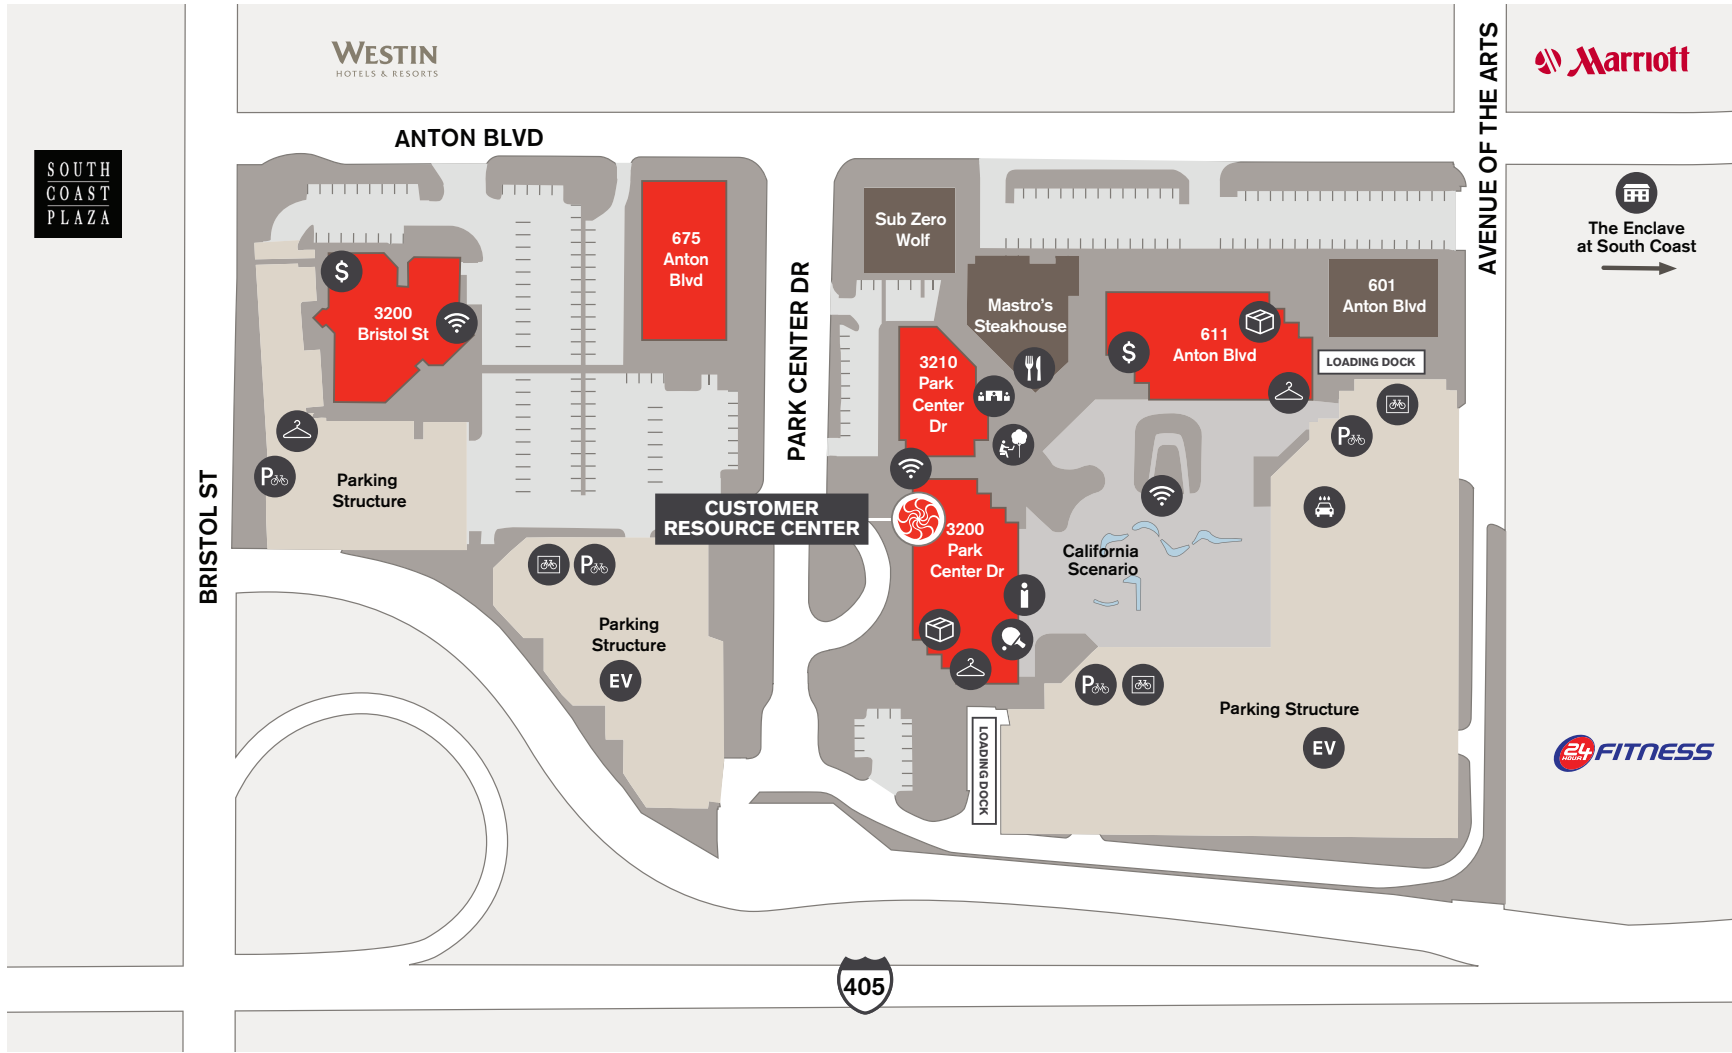 WESTIN
HOTELS & RESORTS
Marriott
AVENUE OF THE ARTS
ANTON BLVD
SOUTH
COAST
PLAZA
The Enclave
at South Coast
Sub Zero
Wolf
675
Anton
Blvd
PARK CENTER DR
$
3200
Bristol St
Mastro's
Steakhouse
601
Anton Blvd
611
Anton Blvd
$
LOADING DOCK
3210
Park
Center
Dr
P
P
Parking
Structure
BRISTOL ST
CUSTOMER
RESOURCE CENTER
3200
Park
Center Dr
California
Scenario
P
i
Parking
Structure
EV
P
Parking Structure
EV
LOADING DOCK
24
HOUR
FITNESS
405